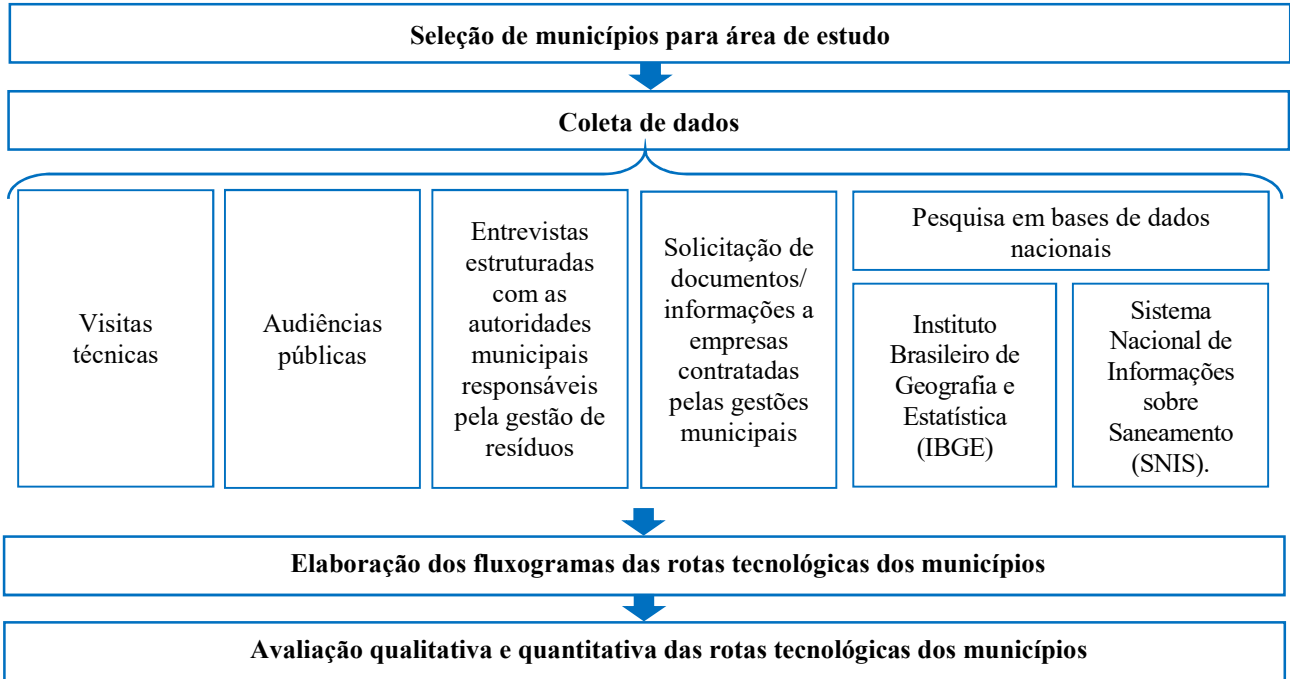 Seleção de municípios para área de estudo
Coleta de dados
Visitas
técnicas
Audiências
públicas
Entrevistas
estruturadas
com as
autoridades
municipais
responsáveis
pela gestão de
resíduos
Solicitação de
documentos/
informações a
empresas
contratadas
pelas gestões
municipais
Pesquisa em bases de dados
nacionais
Instituto
Brasileiro de
Geografia e
Estatística
(IBGE)
Sistema
Nacional de
Informações
sobre
Saneamento
(SNIS).
Elaboração dos fluxogramas das rotas tecnológicas dos municípios
Avaliação qualitativa e quantitativa das rotas tecnológicas dos municípios